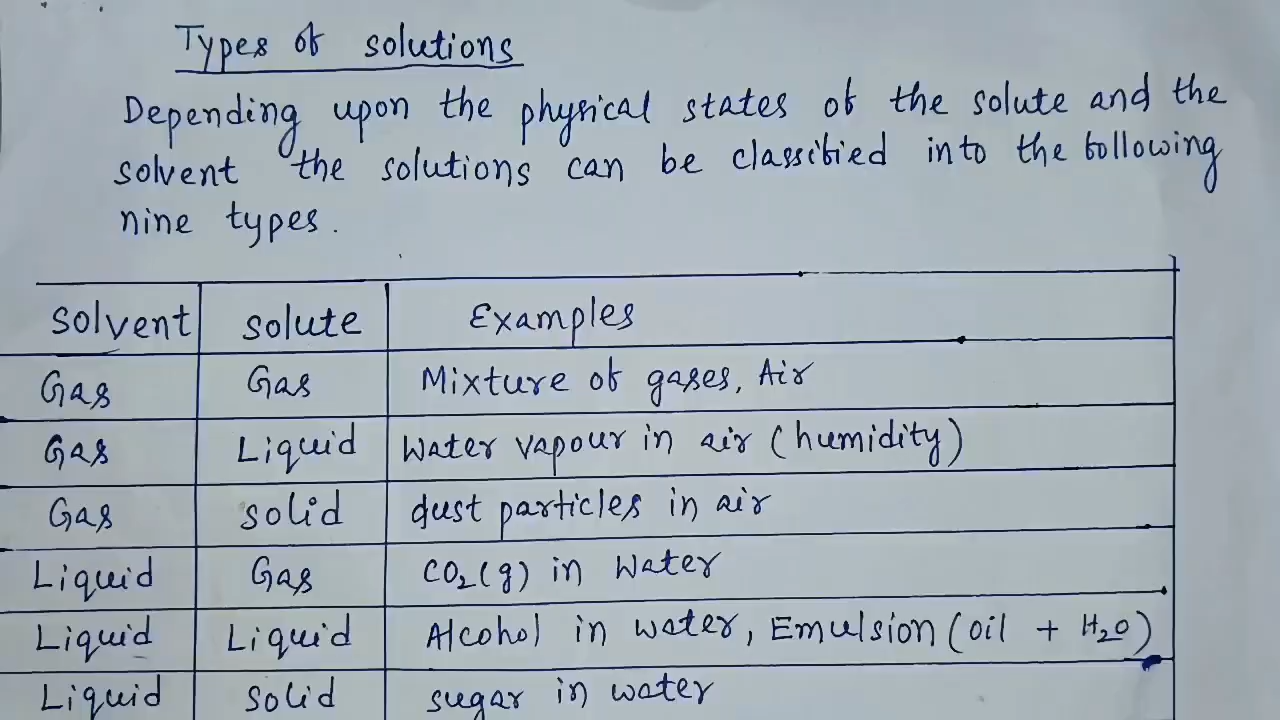 Types of solutions
Depending upon the physical states of the solute and the
solvent the solutions can be classified into the following
nine types.
Solvent Solute Examples
Gas Gas Mixture of gases, Air
Gas Liquid Water vapour in air (humidity)
Gas solid dust particles in air
Liquid Gas CO₂(g) in Water
Liquid Liquid Alcohol in water, Emulsion (oil + H₂O)
Liquid Solid sugar in water